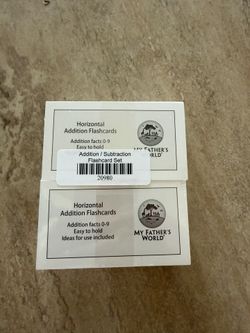 Horizontal
Addition Flashcards
Addition facts 0-9
Easy to hold
MY FATHER'S
WORLD
Addition / Subtraction
Flashcard Set
20980
Horizontal
Addition Flashcards
Addition facts 0-9
Easy to hold
Ideas for use included
MY FATHER'S
WORLD